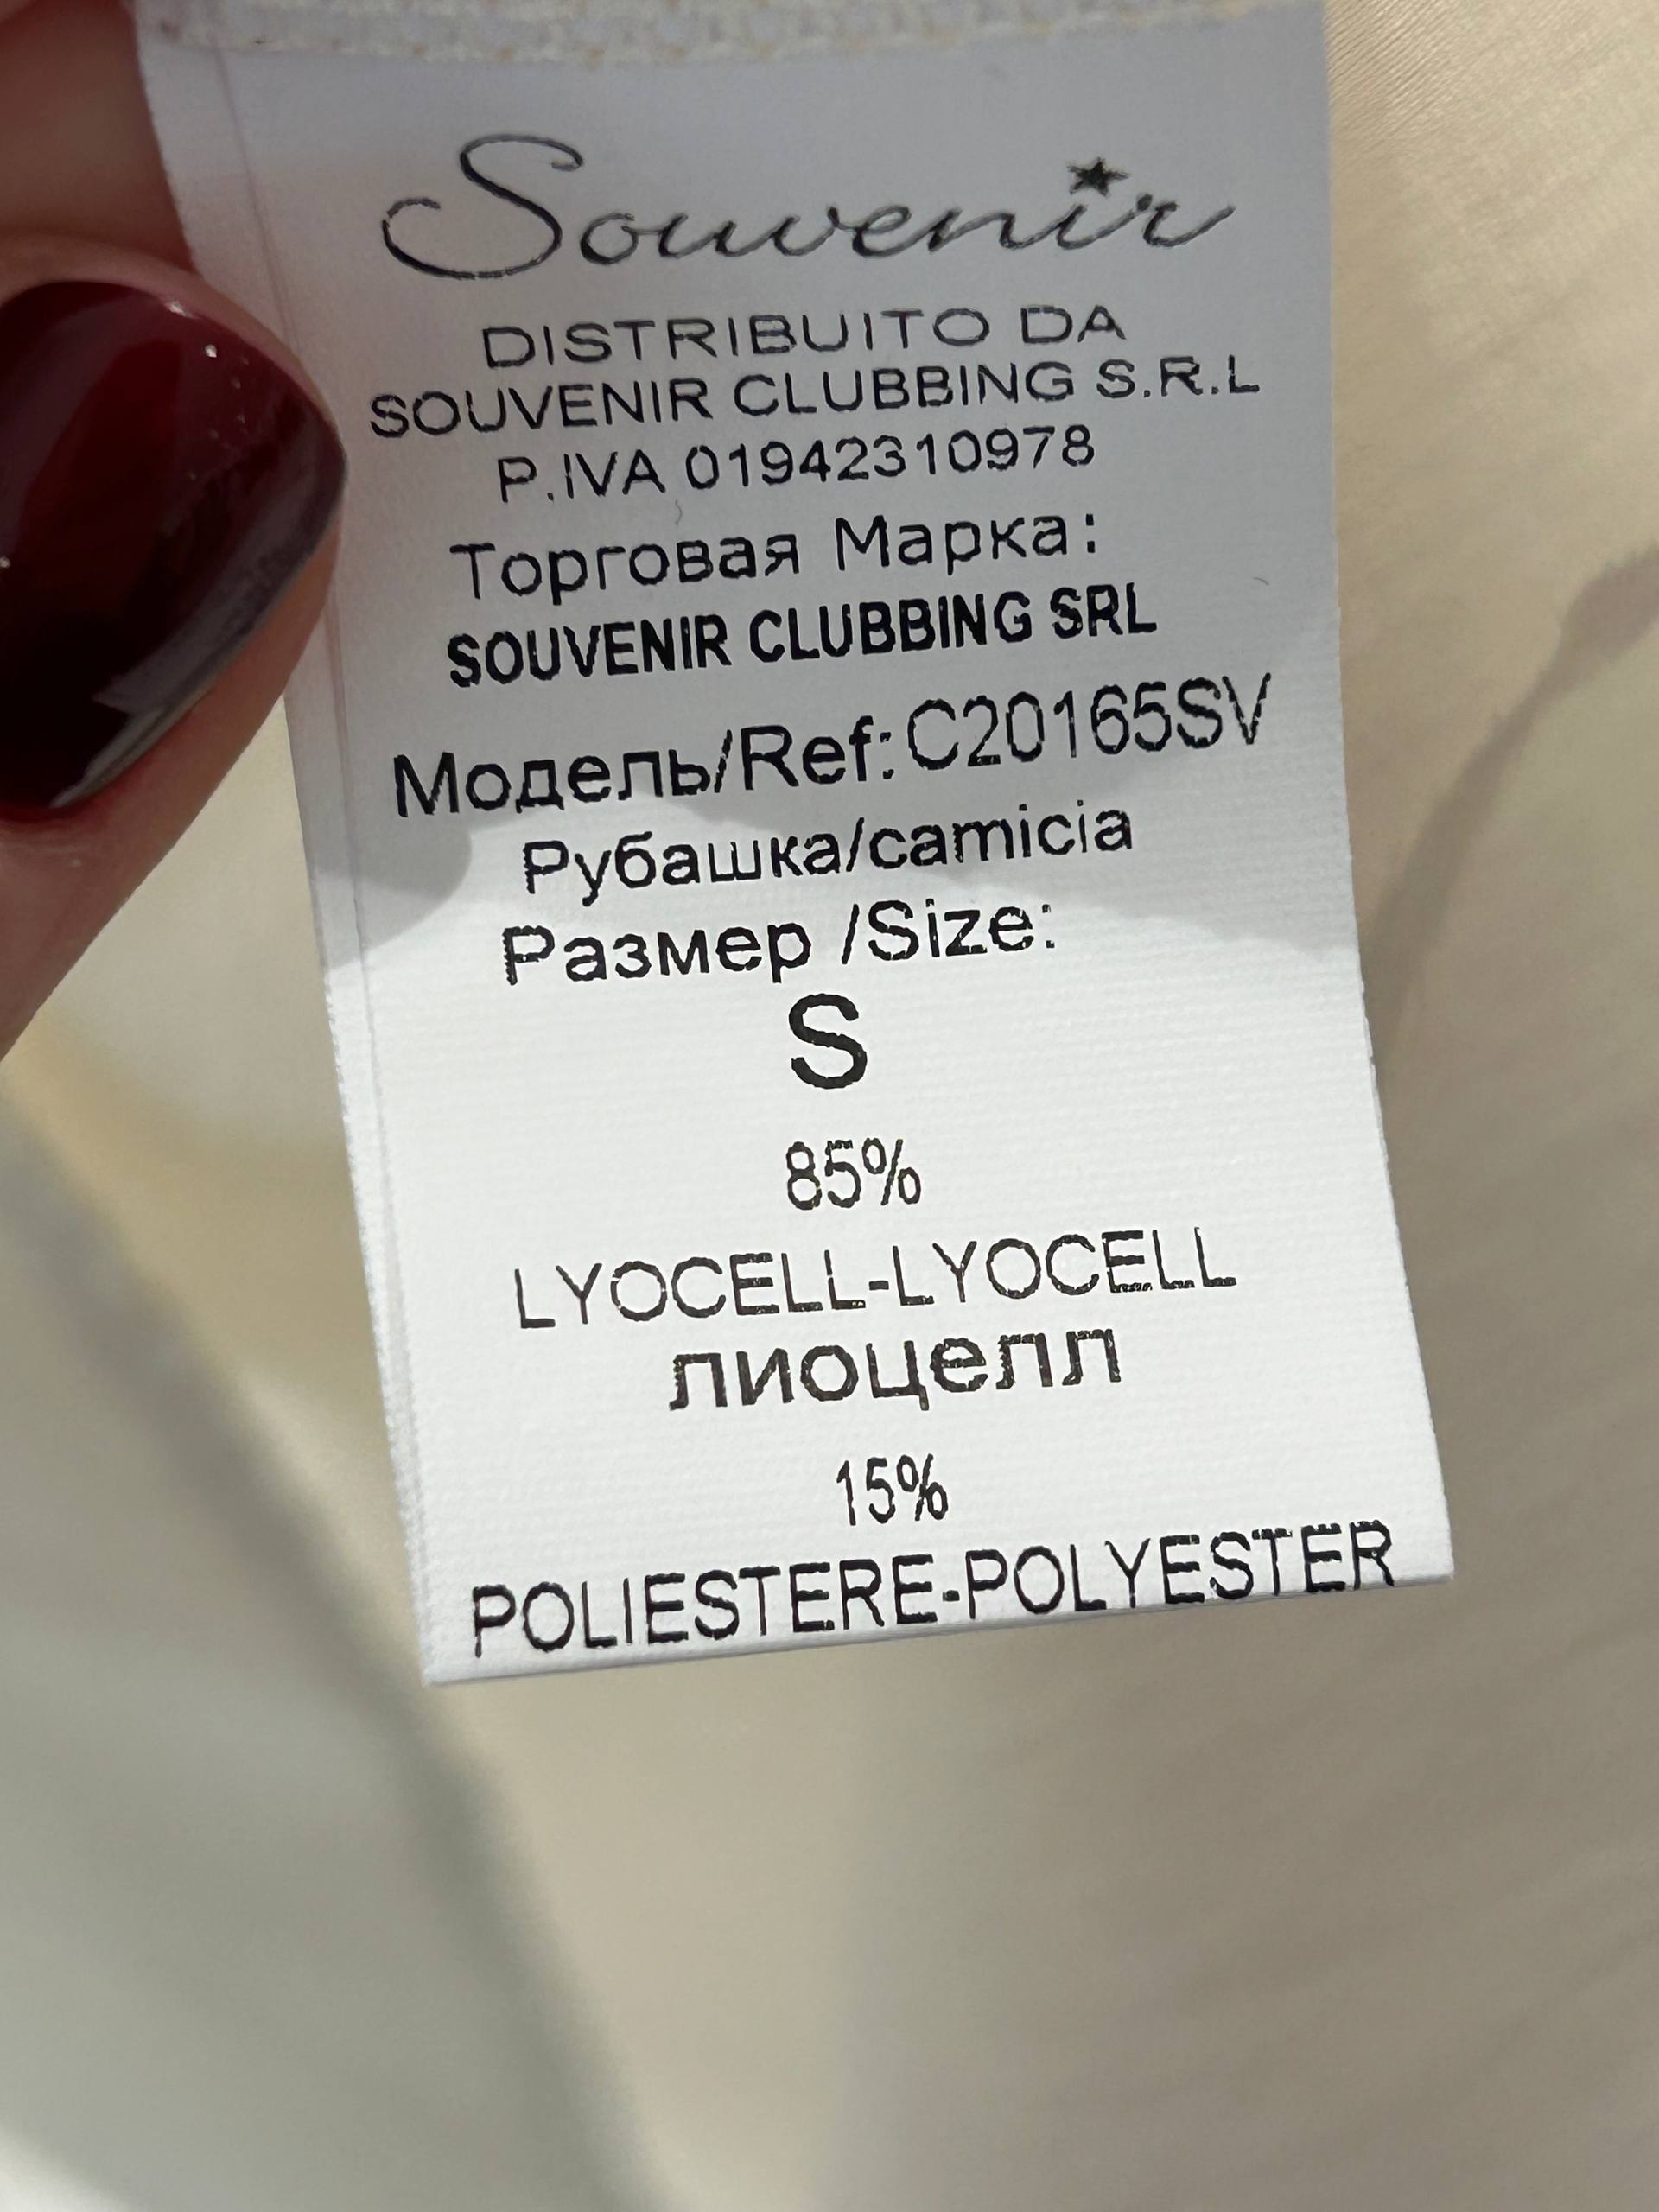 Souvenir
DISTRIBUITO DA
SOUVENIR CLUBBING S.R.L
P.IVA 01942310978
Торговая Марка:
SOUVENIR CLUBBING SRL
Модель/Ref: C20165SV
Рубашка/camicia
Размер /Size:
S
85%
LYOCELL-LYOCELL
лиоцелл
15%
POLIESTERE-POLYESTER